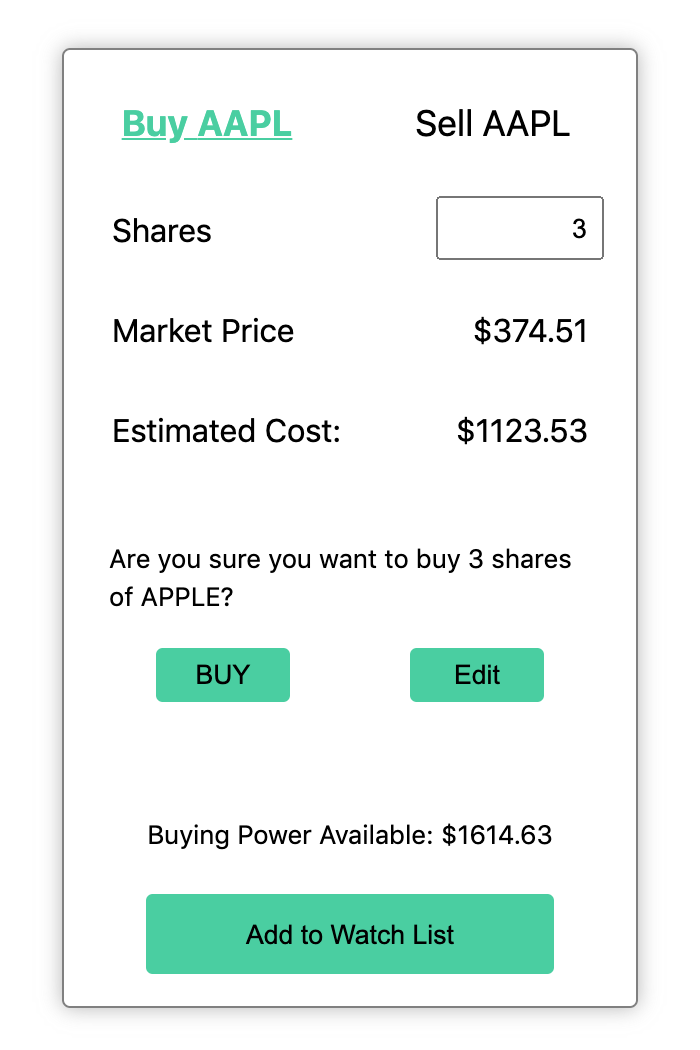 Buy AAPL Sell AAPL
Shares 3
Market Price $374.51
Estimated Cost: $1123.53
Are you sure you want to buy 3 shares
of APPLE?
BUY Edit
Buying Power Available: $1614.63
Add to Watch List